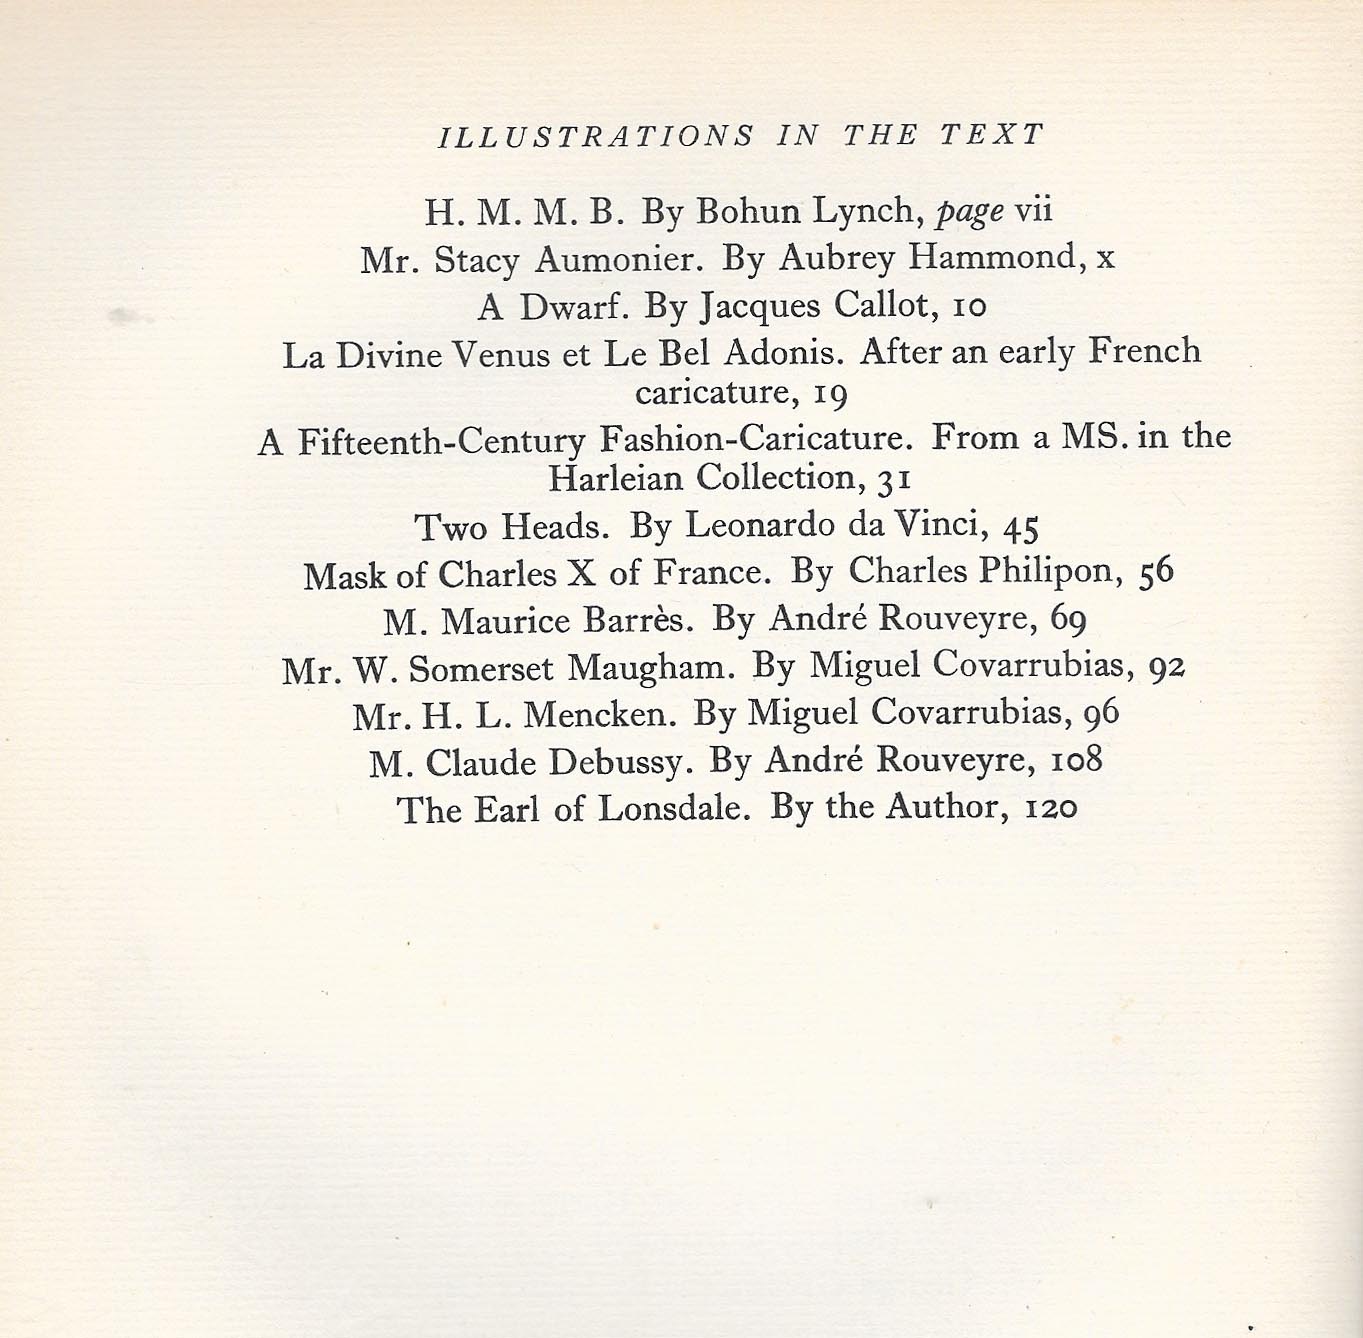 ILLUSTRATIONS IN THE TEXT
H. M. M. B. By Bohun Lynch, page vii
Mr. Stacy Aumonier. By Aubrey Hammond, x
A Dwarf. By Jacques Callot, 10
La Divine Venus et Le Bel Adonis. After an early French
caricature, 19
A Fifteenth-Century Fashion-Caricature. From a MS. in the
Harleian Collection, 31
Two Heads. By Leonardo da Vinci, 45
Mask of Charles X of France. By Charles Philipon, 56
M. Maurice Barrès. By André Rouveyre, 69
Mr. W. Somerset Maugham. By Miguel Covarrubias, 92
Mr. H. L. Mencken. By Miguel Covarrubias, 96
M. Claude Debussy. By André Rouveyre, 108
The Earl of Lonsdale. By the Author, 120